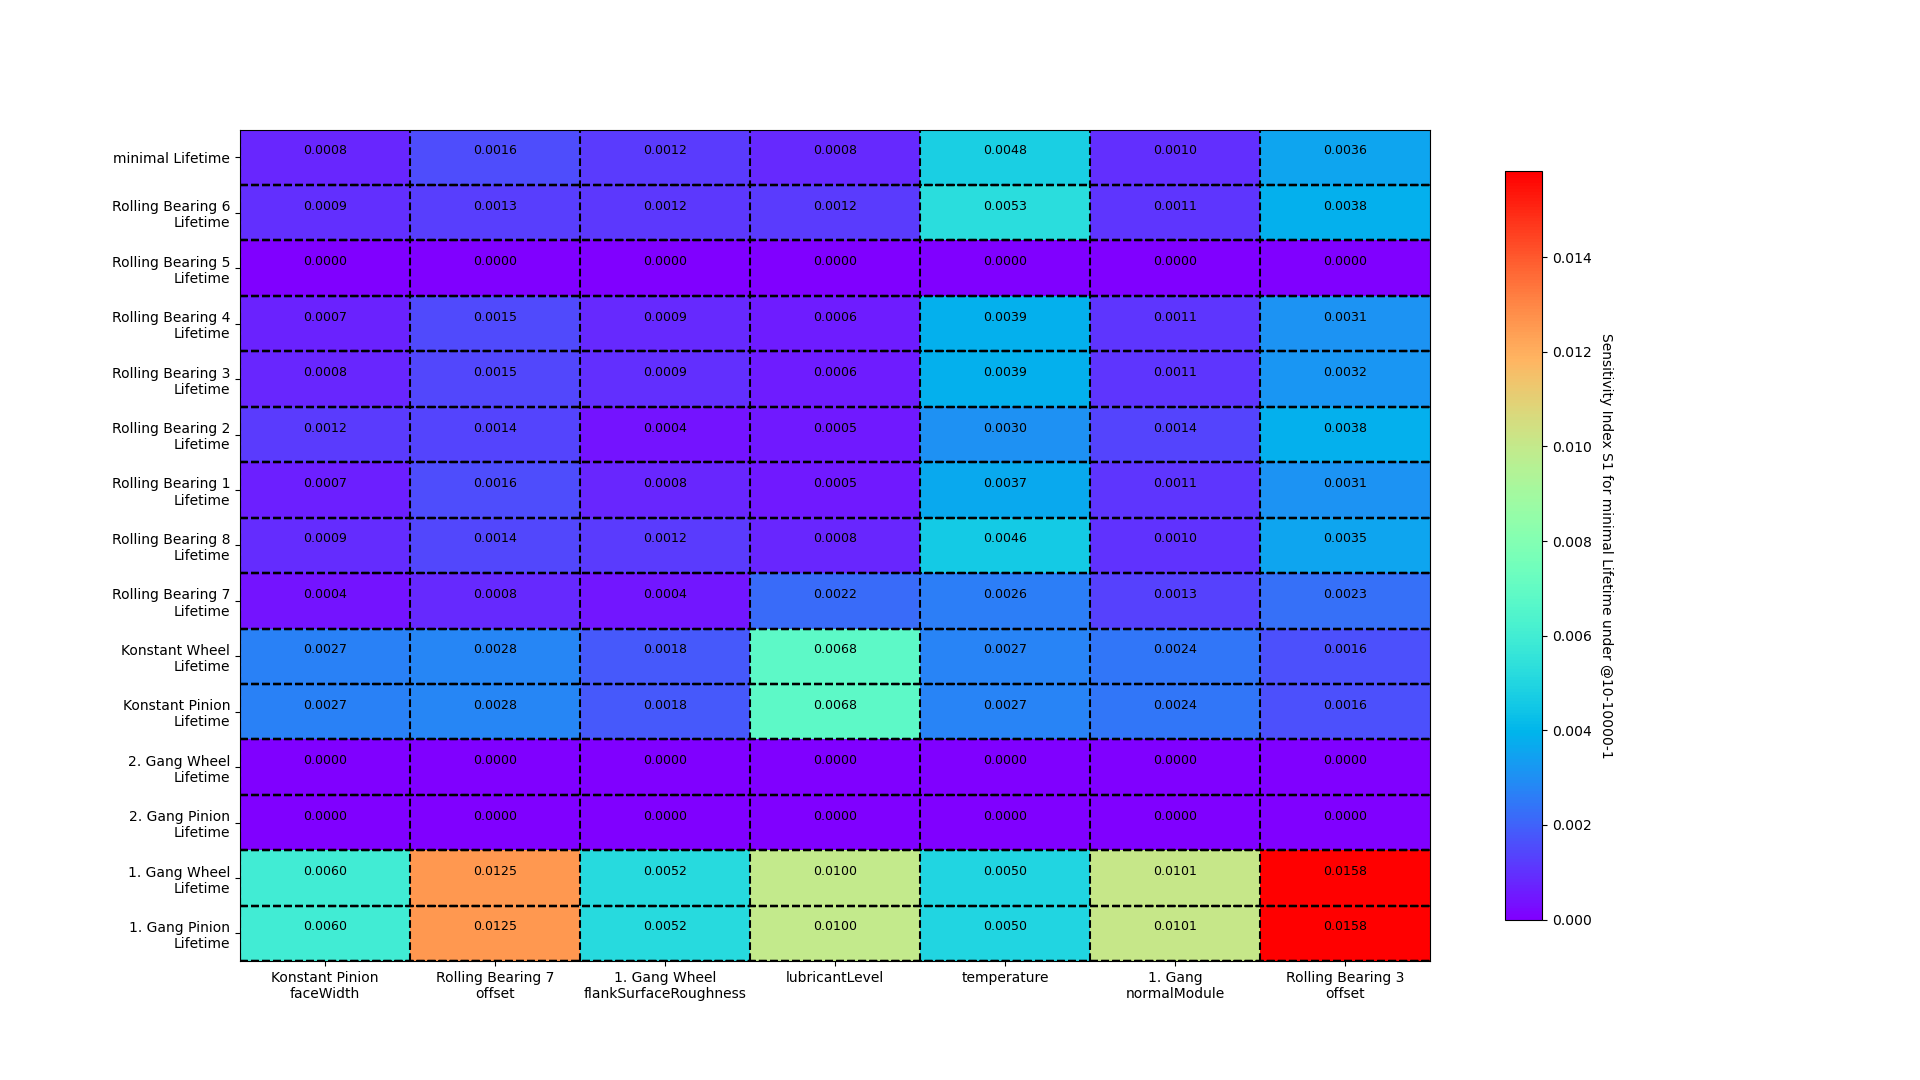 minimal Lifetime 0.0008 0.0016 0.0012 0.0008 0.0048 0.0010 0.0036
Rolling Bearing 6
Lifetime 0.0009 0.0013 0.0012 0.0012 0.0053 0.0011 0.0038
Rolling Bearing 5
Lifetime 0.0000 0.0000 0.0000 0.0000 0.0000 0.0000 0.0000
Rolling Bearing 4
Lifetime 0.0007 0.0015 0.0009 0.0006 0.0039 0.0011 0.0031
Rolling Bearing 3
Lifetime 0.0008 0.0015 0.0009 0.0006 0.0039 0.0011 0.0032
Rolling Bearing 2
Lifetime 0.0012 0.0014 0.0004 0.0005 0.0030 0.0014 0.0038
Rolling Bearing 1
Lifetime 0.0007 0.0016 0.0008 0.0005 0.0037 0.0011 0.0031
Rolling Bearing 8
Lifetime 0.0009 0.0014 0.0012 0.0008 0.0046 0.0010 0.0035
Rolling Bearing 7
Lifetime 0.0004 0.0008 0.0004 0.0022 0.0026 0.0013 0.0023
Konstant Wheel
Lifetime 0.0027 0.0028 0.0018 0.0068 0.0027 0.0024 0.0016
Konstant Pinion
Lifetime 0.0027 0.0028 0.0018 0.0068 0.0027 0.0024 0.0016
2. Gang Wheel
Lifetime 0.0000 0.0000 0.0000 0.0000 0.0000 0.0000 0.0000
2. Gang Pinion
Lifetime 0.0000 0.0000 0.0000 0.0000 0.0000 0.0000 0.0000
1. Gang Wheel
Lifetime 0.0060 0.0125 0.0052 0.0100 0.0050 0.0101 0.0158
1. Gang Pinion
Lifetime 0.0060 0.0125 0.0052 0.0100 0.0050 0.0101 0.0158
Konstant Pinion
faceWidth
Rolling Bearing 7
offset
1. Gang Wheel
flankSurfaceRoughness
lubricantLevel
temperature
1. Gang
normalModule
Rolling Bearing 3
offset
0.014
0.012
0.010
0.008
0.006
0.004
0.002
0.000
Sensitivity Index S1 for minimal Lifetime under @10-10000-1